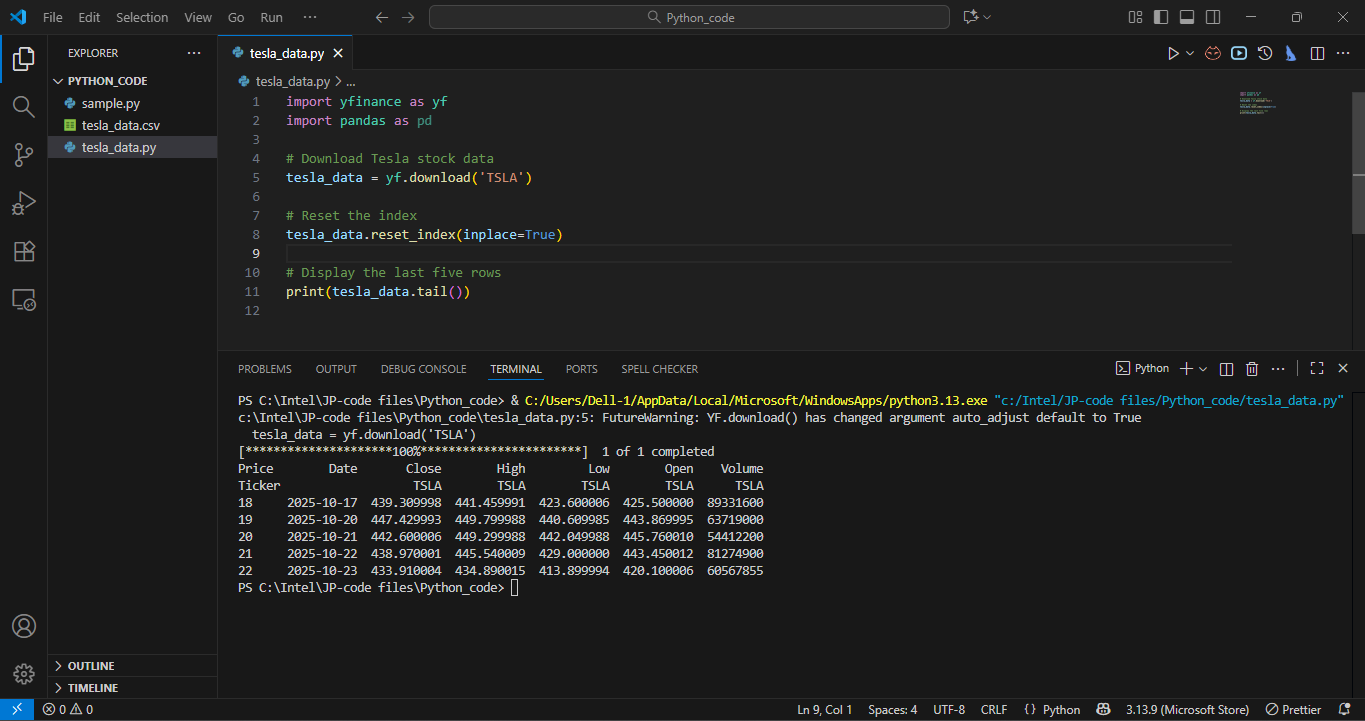 File Edit Selection View Go Run ··· Python_code
EXPLORER ···
PYTHON_CODE
sample.py
tesla_data.csv
tesla_data.py
OUTLINE
TIMELINE
tesla_data.py
tesla_data.py > ...
1 import yfinance as yf
2 import pandas as pd
3
4 # Download Tesla stock data
5 tesla_data = yf.download('TSLA')
6
7 # Reset the index
8 tesla_data.reset_index(inplace=True)
9
10 # Display the last five rows
11 print(tesla_data.tail())
12
PROBLEMS OUTPUT DEBUG CONSOLE TERMINAL PORTS SPELL CHECKER Python
PS C:\Intel\JP-code files\Python_code> & C:/Users/Dell-1/AppData/Local/Microsoft/WindowsApps/python3.13.exe "c:/Intel/JP-code files/Python_code/tesla_data.py"
c:\Intel\JP-code files\Python_code\tesla_data.py:5: FutureWarning: YF.download() has changed argument auto_adjust default to True
  tesla_data = yf.download('TSLA')
[*********************100%***********************]  1 of 1 completed
Price Date Close High Low Open Volume
Ticker TSLA TSLA TSLA TSLA TSLA
18 2025-10-17 439.309998 441.459991 423.600006 425.500000 89331600
19 2025-10-20 447.429993 449.799988 440.609985 443.869995 63719000
20 2025-10-21 442.600006 449.299988 442.049988 445.760010 54412200
21 2025-10-22 438.970001 445.540009 429.000000 443.450012 81274900
22 2025-10-23 433.910004 434.890015 413.899994 420.100006 60567855
PS C:\Intel\JP-code files\Python_code>
0 0 Ln 9, Col 1 Spaces: 4 UTF-8 CRLF {} Python 3.13.9 (Microsoft Store) Prettier